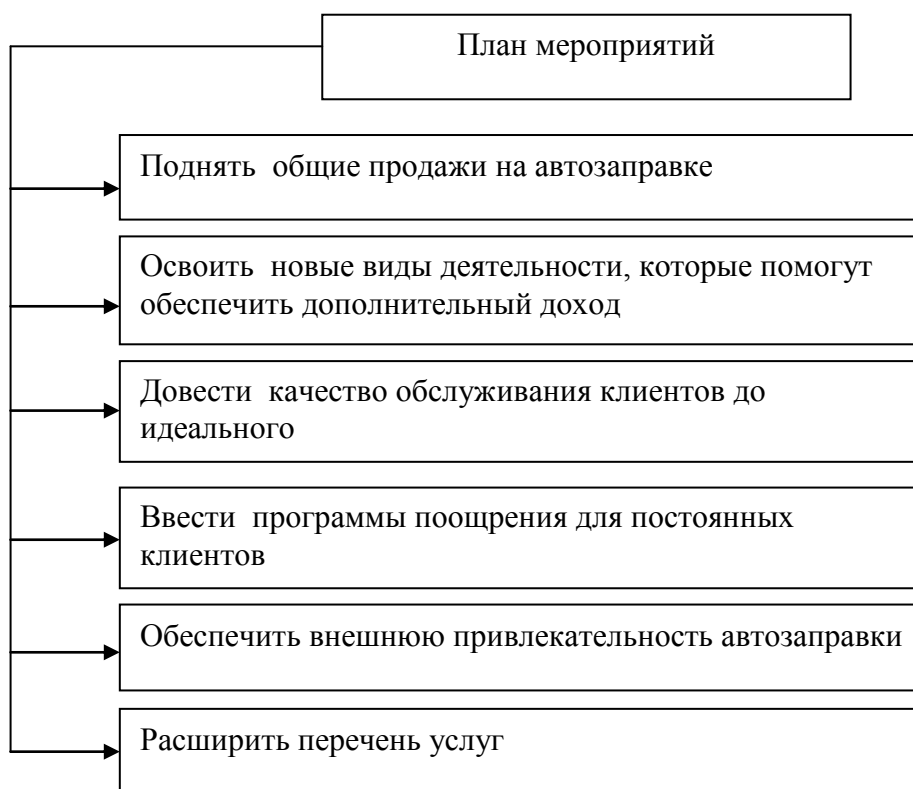 План мероприятий
Поднять общие продажи на автозаправке
Освоить новые виды деятельности, которые помогут
обеспечить дополнительный доход
Довести качество обслуживания клиентов до
идеального
Ввести программы поощрения для постоянных
клиентов
Обеспечить внешнюю привлекательность автозаправки
Расширить перечень услуг